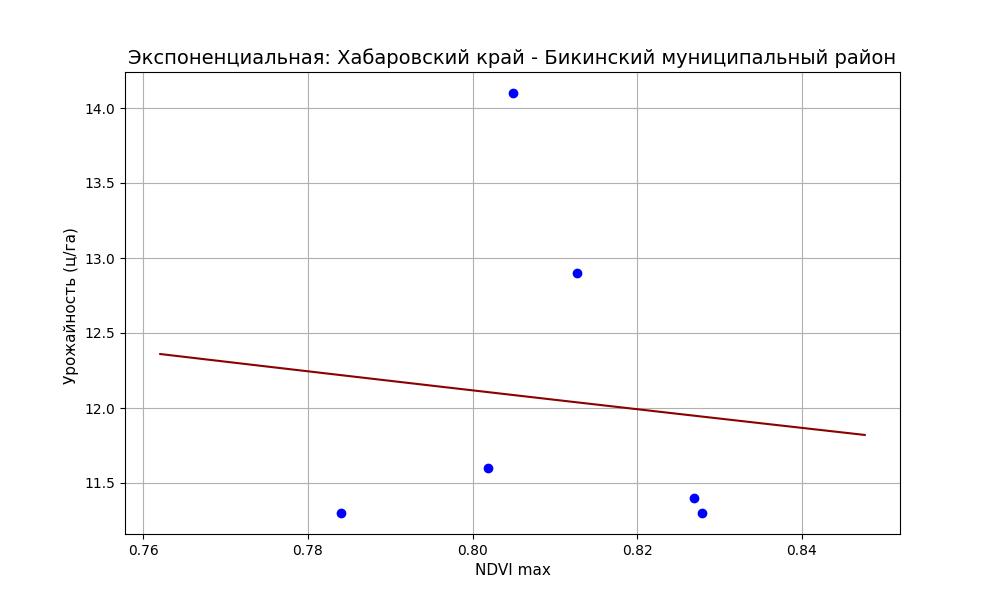 Экспоненциальная: Хабаровский край - Бикинский муниципальный район
14.0
13.5
13.0
12.5
12.0
11.5
Урожайность (ц/га)
0.76 0.78 0.80 0.82 0.84
NDVI max